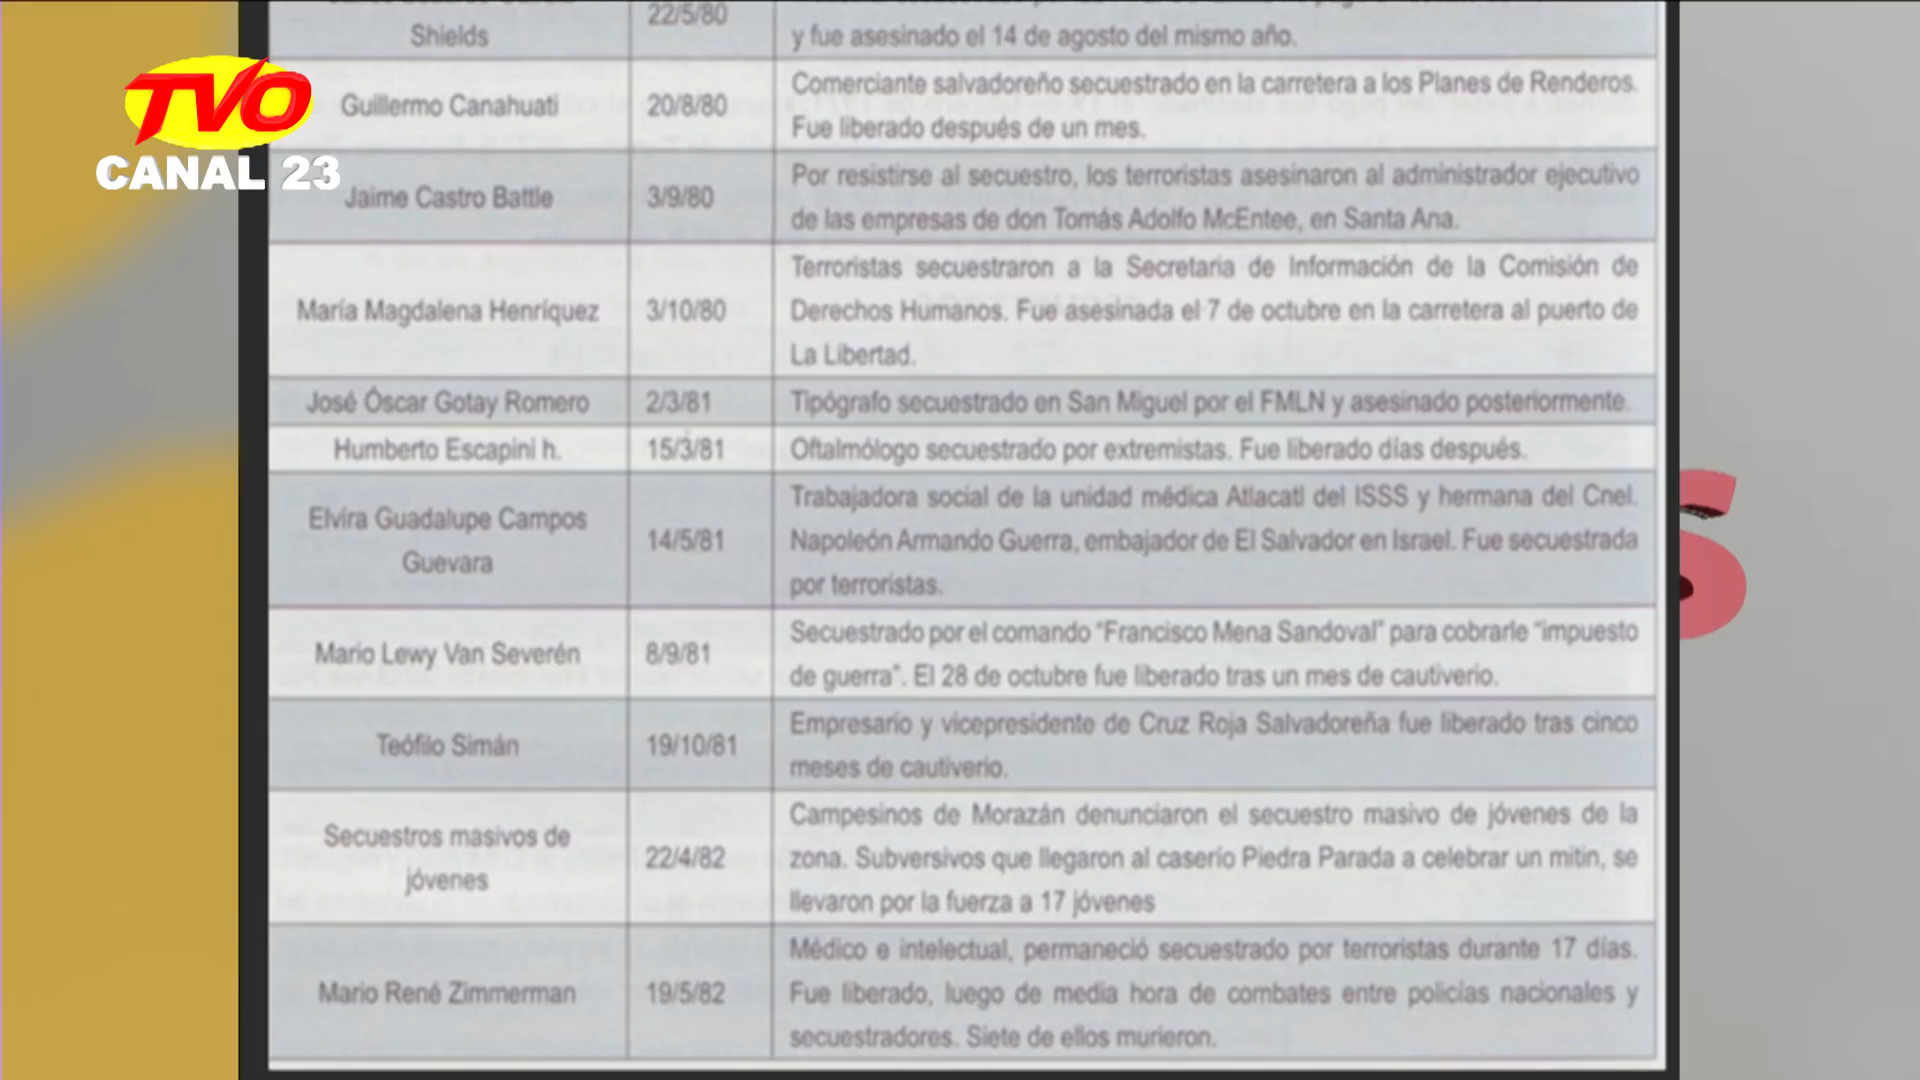 22/5/80
Shields
y fue asesinado el 14 de agosto del mismo año.
TVO
CANAL 23
Guillermo Canahuati
20/8/80
Comerciante salvadoreño secuestrado en la carretera a los Planes de Renderos.
Fue liberado después de un mes.
Jaime Castro Battle
3/9/80
Por resistirse al secuestro, los terroristas asesinaron al administrador ejecutivo
de las empresas de don Tomás Adolfo McEntee, en Santa Ana.
María Magdalena Henríquez
3/10/80
Terroristas secuestraron a la Secretaria de Información de la Comisión de
Derechos Humanos. Fue asesinada el 7 de octubre en la carretera al puerto de
La Libertad.
José Óscar Gotay Romero
2/3/81
Tipógrafo secuestrado en San Miguel por el FMLN y asesinado posteriormente.
Humberto Escapini h.
15/3/81
Oftalmólogo secuestrado por extremistas. Fue liberado días después.
Elvira Guadalupe Campos
Guevara
14/5/81
Trabajadora social de la unidad médica Atlacatl del ISSS y hermana del Cnel.
Napoleón Armando Guerra, embajador de El Salvador en Israel. Fue secuestrada
por terroristas.
Mario Lewy Van Severén
8/9/81
Secuestrado por el comando “Francisco Mena Sandoval” para cobrarle “impuesto
de guerra”. El 28 de octubre fue liberado tras un mes de cautiverio.
Teófilo Simán
19/10/81
Empresario y vicepresidente de Cruz Roja Salvadoreña fue liberado tras cinco
meses de cautiverio.
Secuestros masivos de
jóvenes
22/4/82
Campesinos de Morazán denunciaron el secuestro masivo de jóvenes de la
zona. Subversivos que llegaron al caserío Piedra Parada a celebrar un mitin, se
llevaron por la fuerza a 17 jóvenes
Mario René Zimmerman
19/5/82
Médico e intelectual, permaneció secuestrado por terroristas durante 17 días.
Fue liberado, luego de media hora de combates entre policías nacionales y
secuestradores. Siete de ellos murieron.